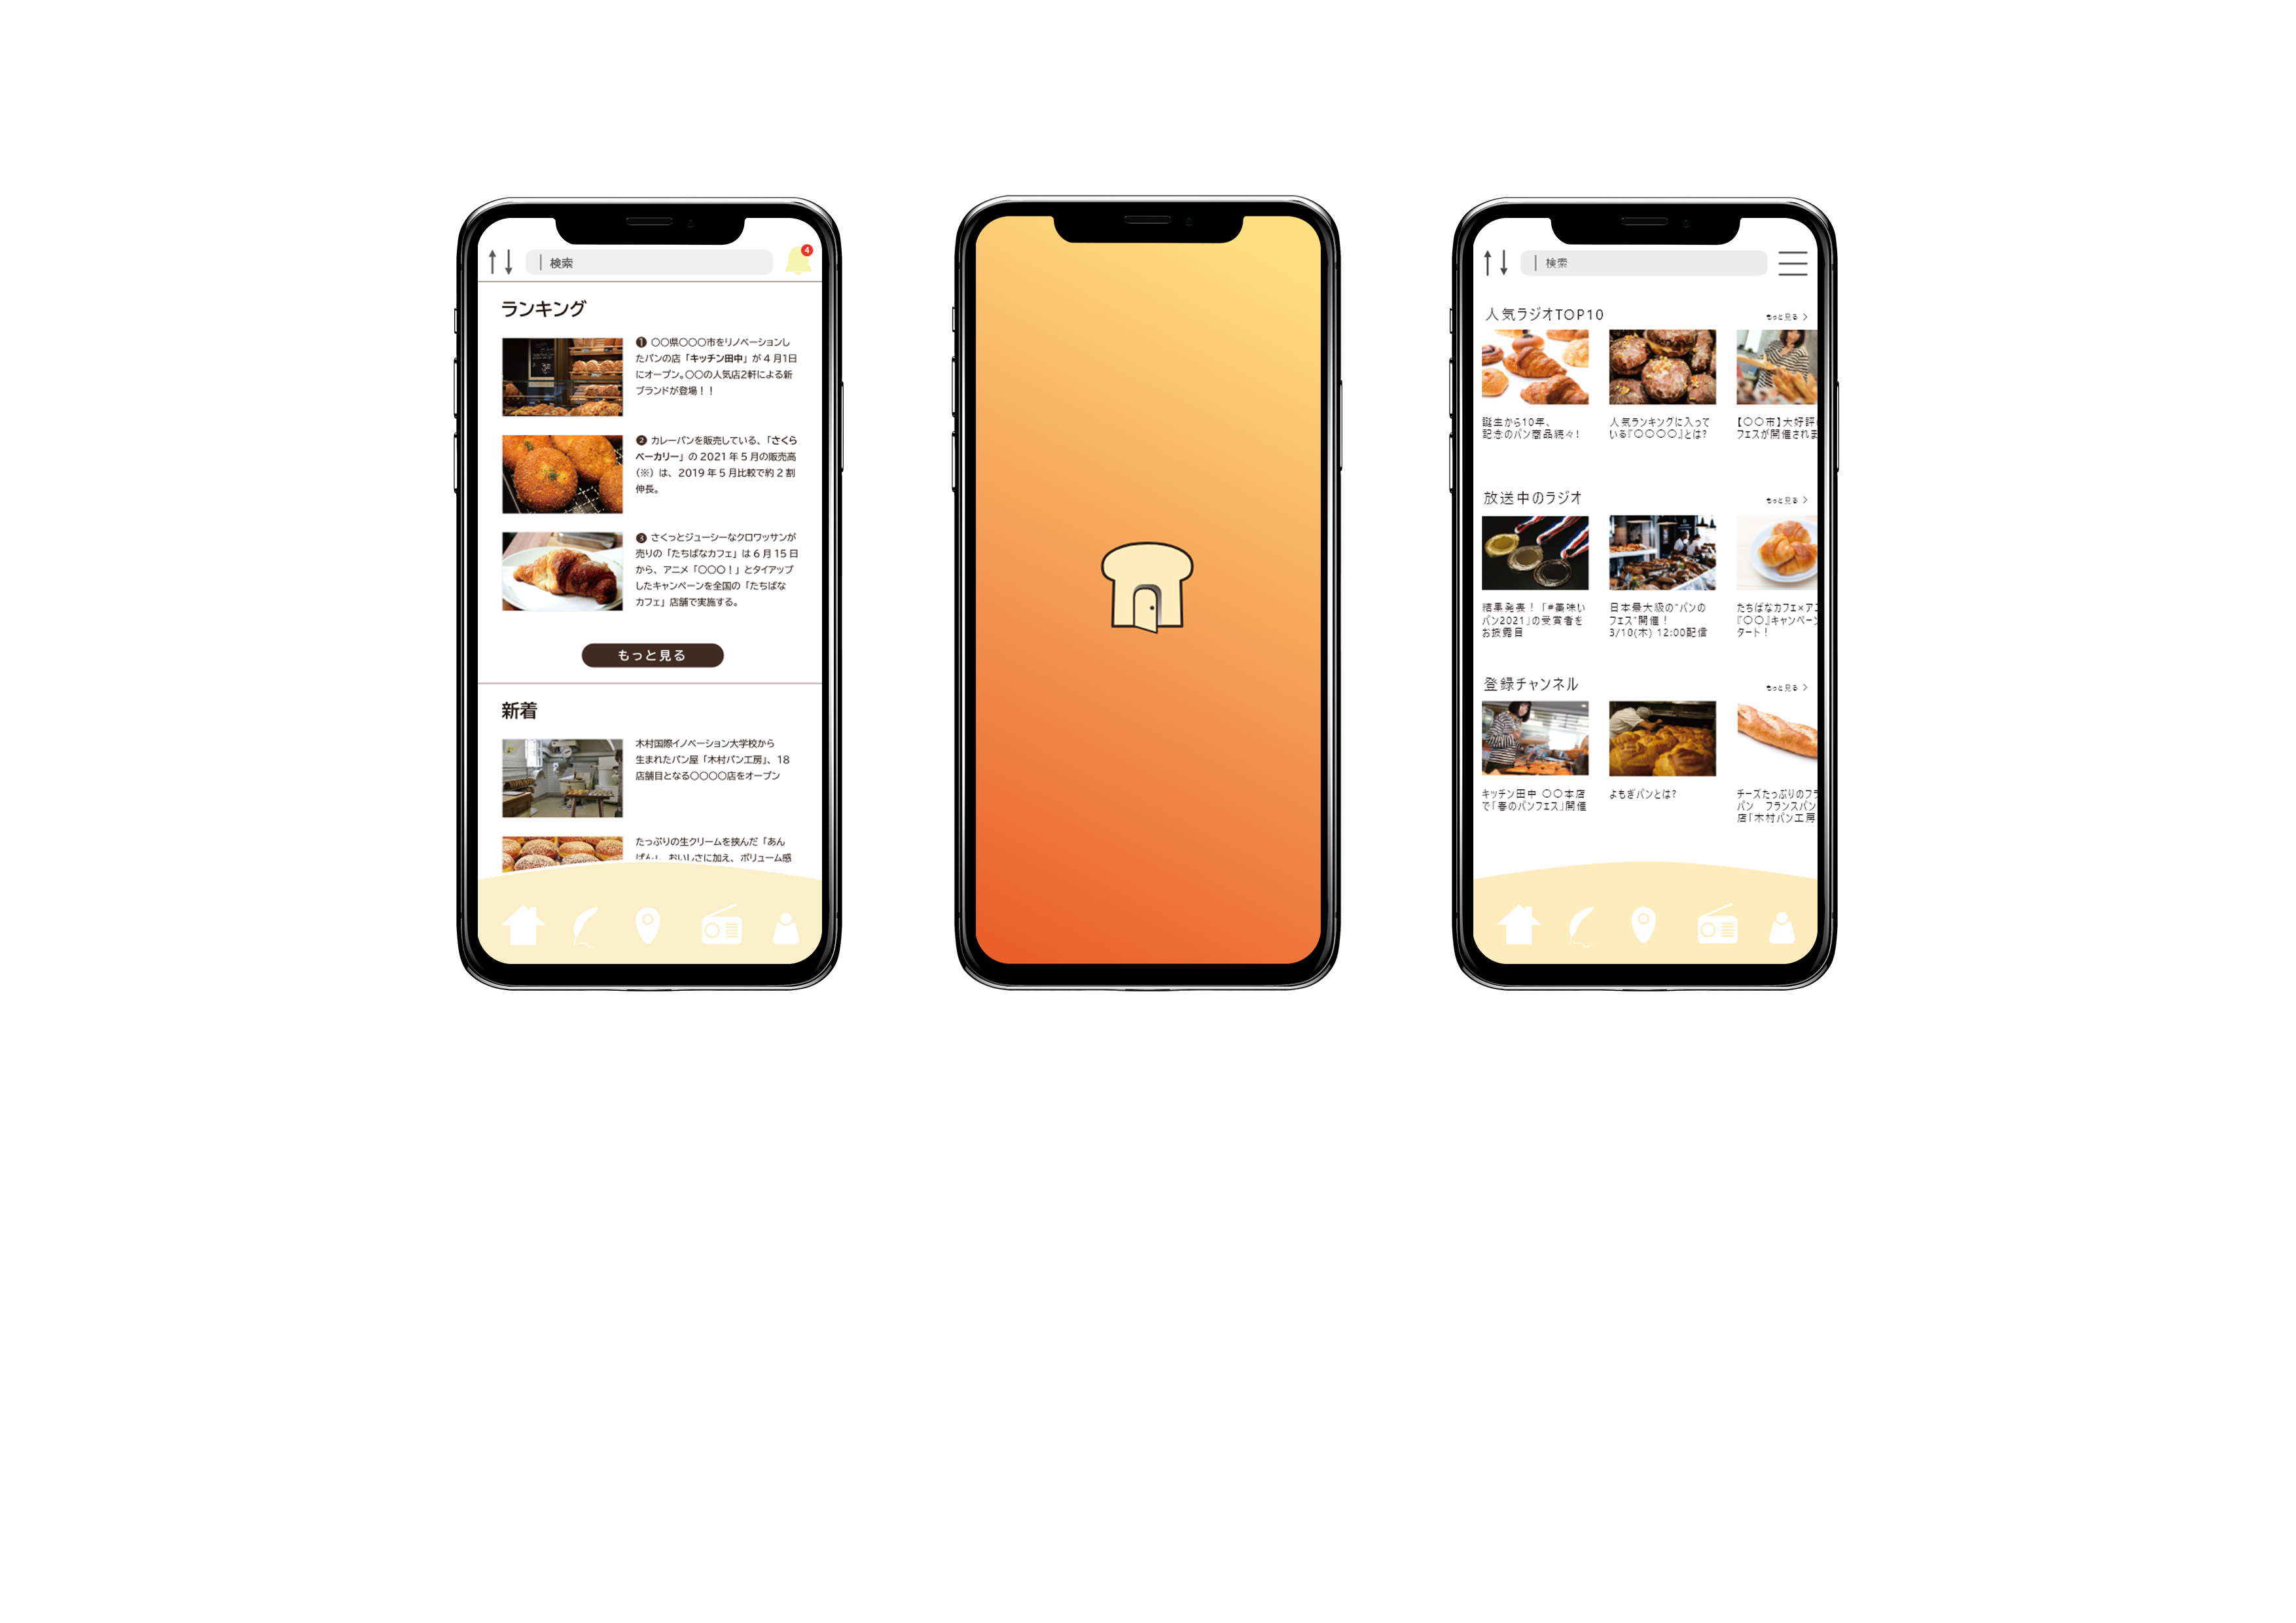 検索
4
ランキング
1 〇〇県〇〇〇市をリノベーションし
たパンの店「キッチン田中」が4月1日
にオープン。〇〇の人気店2軒による新
ブランドが登場！！
2 カレーパンを販売している、「さくら
ベーカリー」の 2021 年 5 月の販売高
(※) は、2019 年 5 月比較で約 2 割
伸長。
3 さくっとジューシーなクロワッサンが
売りの「たちばなカフェ」は 6 月 15 日
から、アニメ「〇〇〇！」とタイアップ
したキャンペーンを全国の「たちばな
カフェ」店舗で実施する。
もっと見る
新着
木村国際イノベーション大学校から
生まれたパン屋「木村パン工房」、18
店舗目となる〇〇〇〇店をオープン
たっぷりの生クリームを挟んだ「あん
ぱん」、おいしさに加え、ボリューム感
検索
人気ラジオTOP10
もっと見る >
誕生から10年、
記念のパン商品続々！
人気ランキングに入って
いる『〇〇〇〇』とは？
【〇〇市】大好評
フェスが開催されま
放送中のラジオ
もっと見る >
結果発表！「#美味い
パン2021」の受賞者を
お披露目
日本最大級の"パンの
フェス"開催！
3/10(木) 12:00配信
たちばなカフェ×アニ
『〇〇』キャンペーン
タート！
登録チャンネル
もっと見る >
キッチン田中 〇〇本店
で「春のパンフェス」開催
よもぎパンとは？
チーズたっぷりのフラ
パン フランスパン
店「木村パン工房